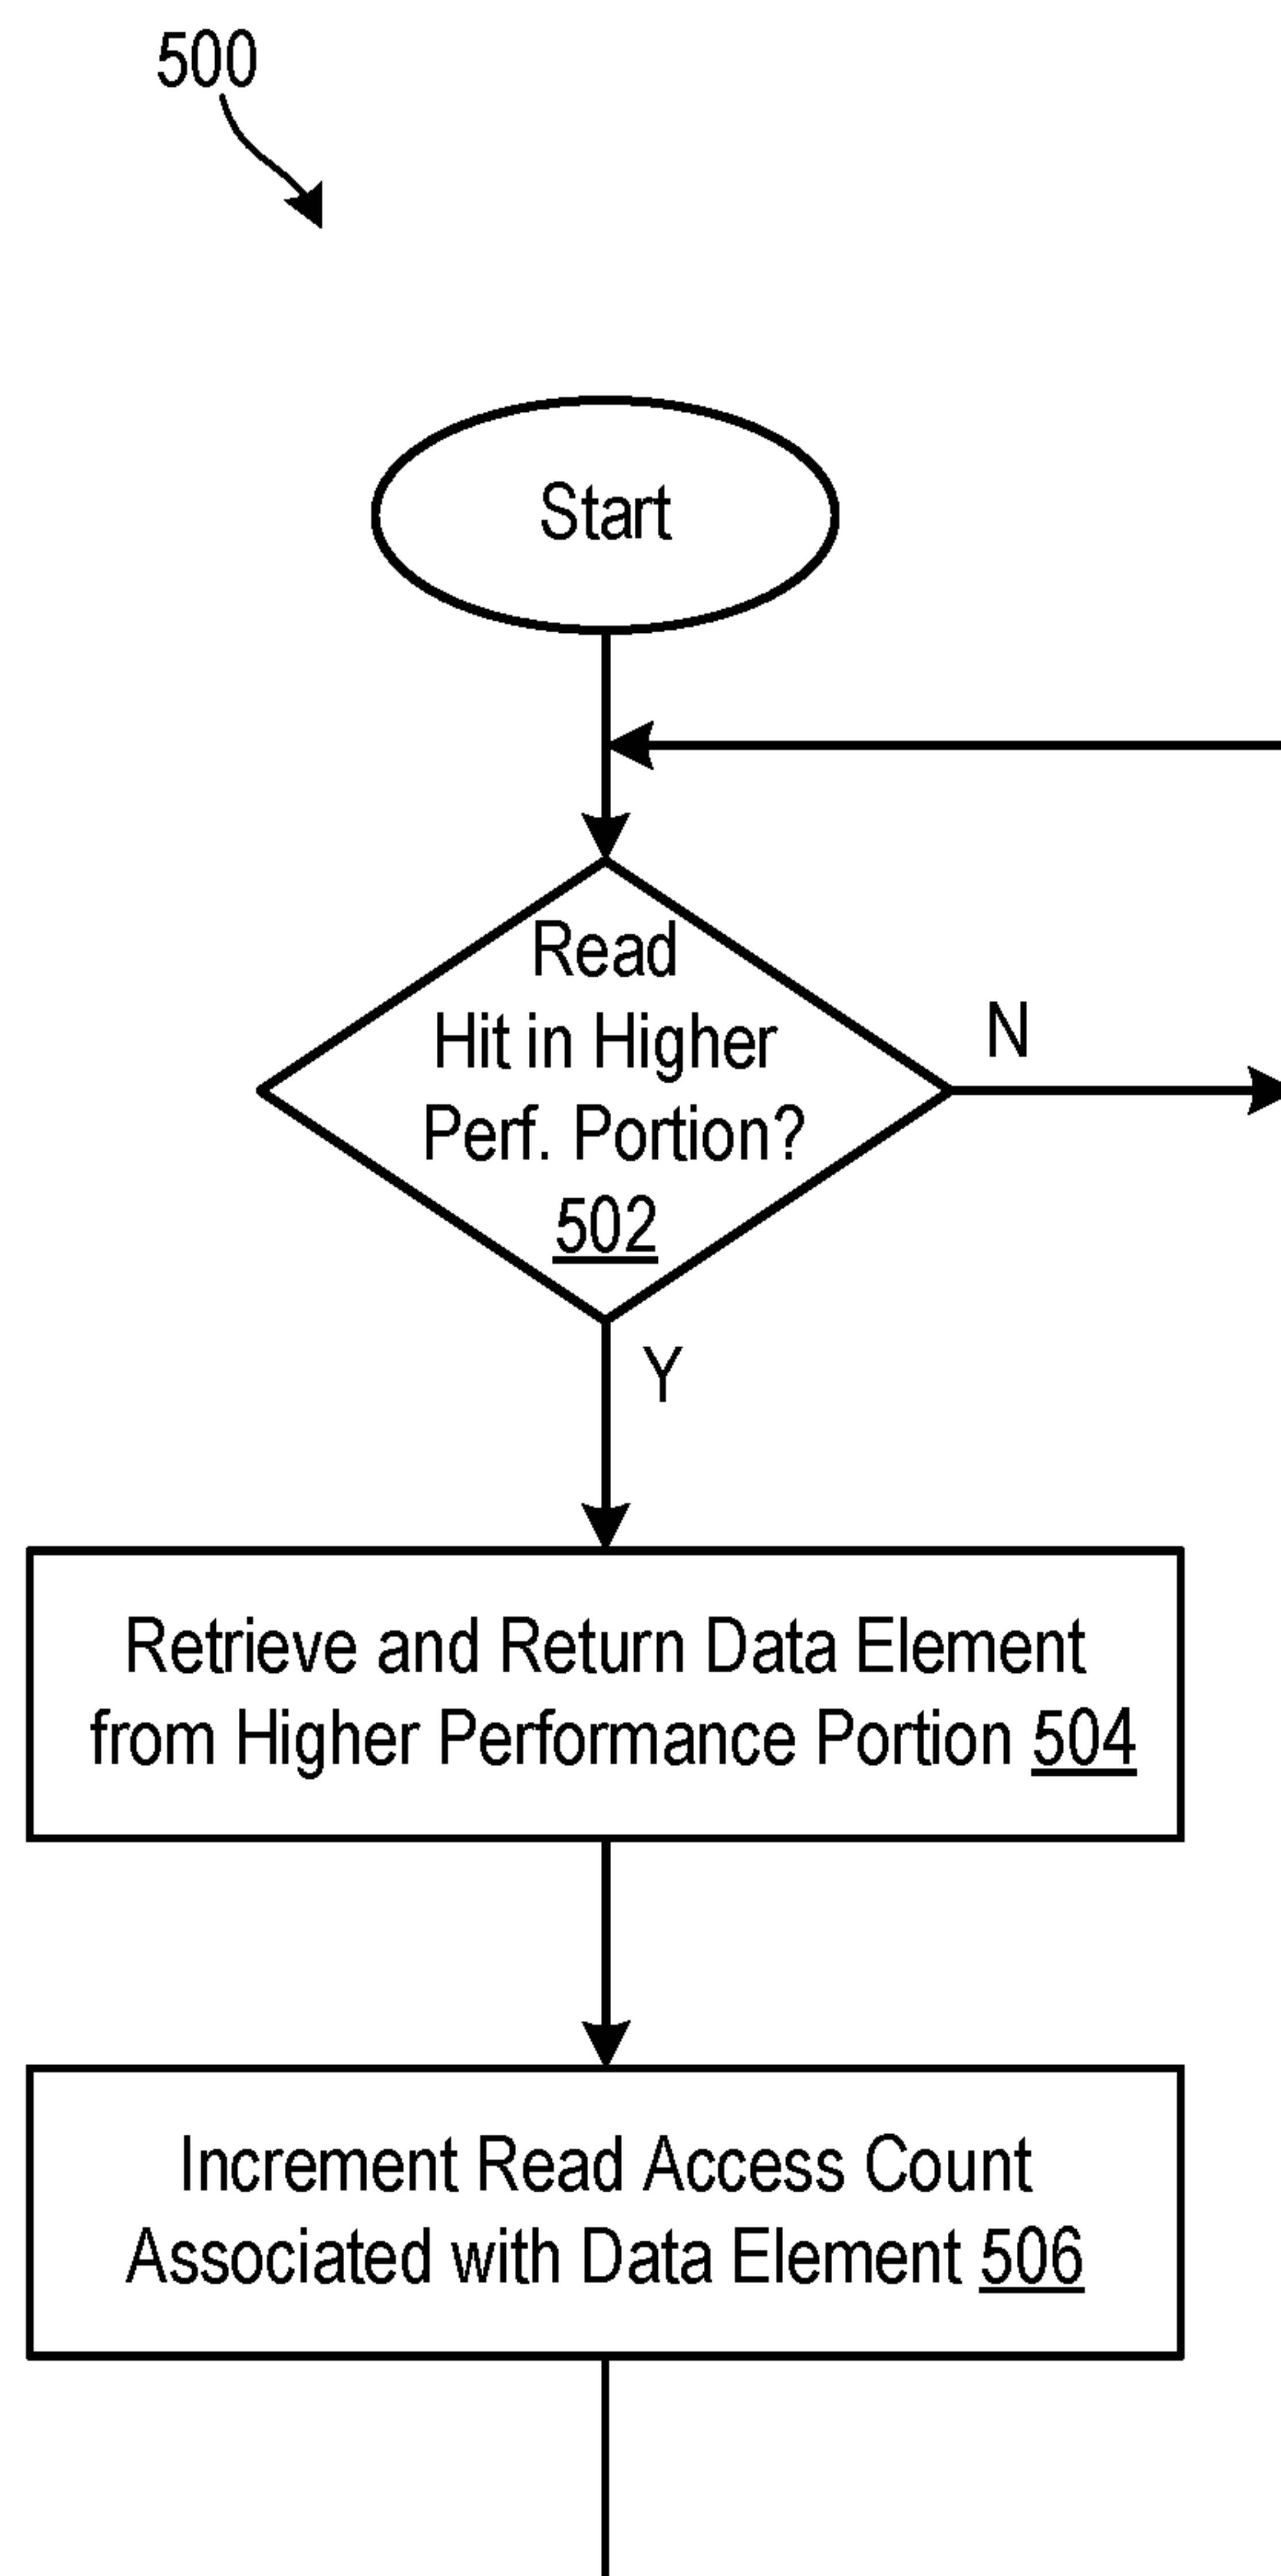 500
Start
Read
Hit in Higher
Perf. Portion?
502
N
Y
Retrieve and Return Data Element
from Higher Performance Portion 504
Increment Read Access Count
Associated with Data Element 506